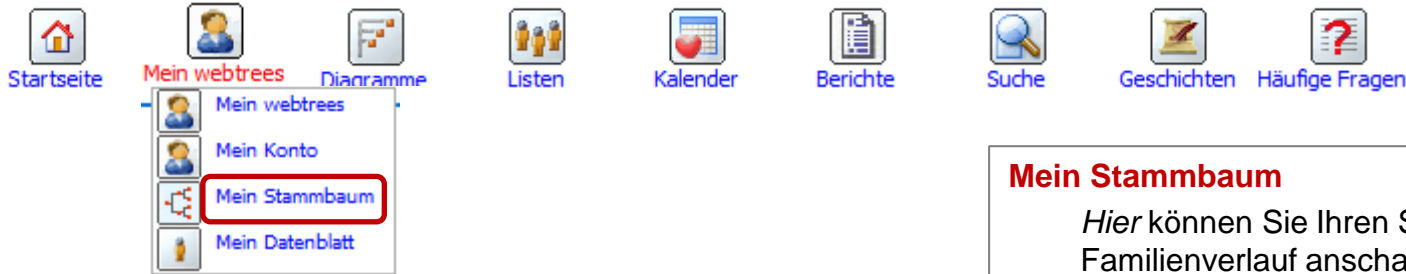 Startseite Mein webtrees Diagramme Listen Kalender Berichte Suche Geschichten Häufige Fragen
Mein webtrees
Mein Konto
Mein Stammbaum
Mein Datenblatt
Mein Stammbaum
Hier können Sie Ihren
Familienverlauf anscha